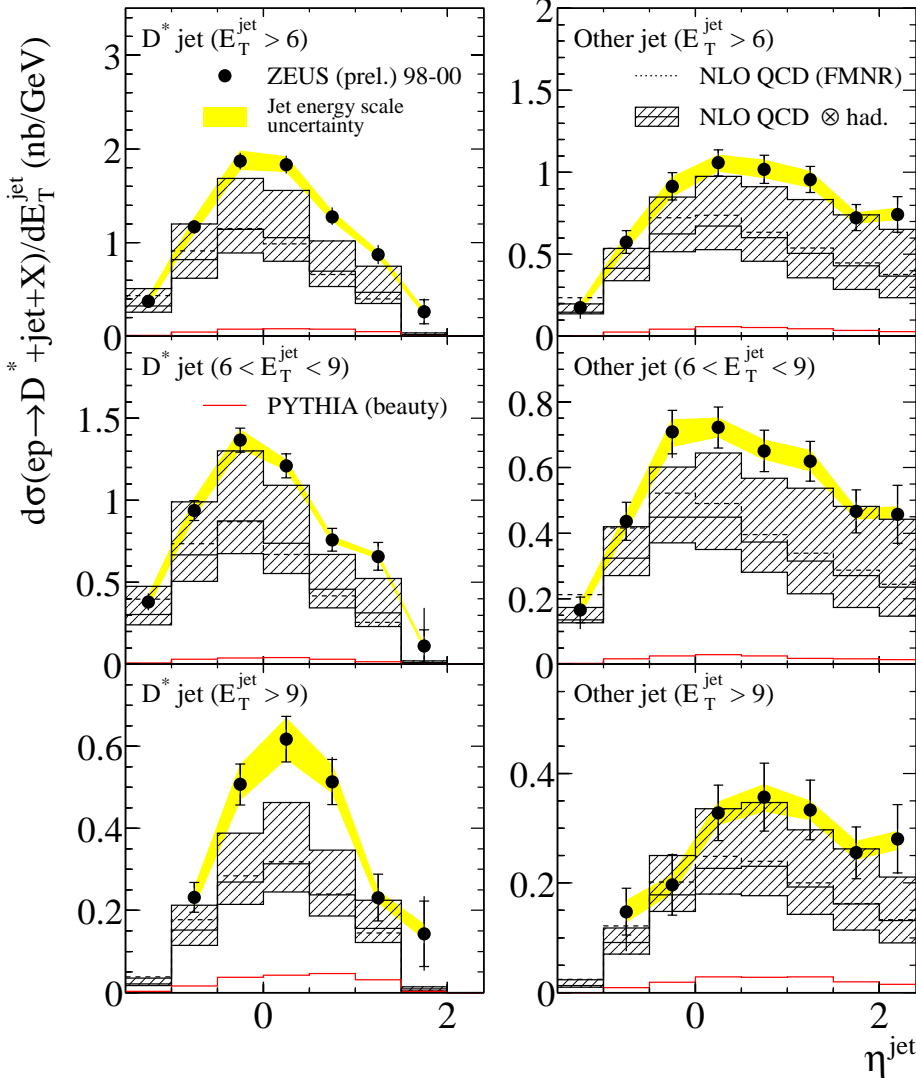 dσ(ep→D* +jet+X)/dE_T^jet (nb/GeV)
D* jet (E_T^jet > 6)
ZEUS (prel.) 98-00
Jet energy scale
uncertainty
3
2
1
0
Other jet (E_T^jet > 6)
NLO QCD (FMNR)
NLO QCD ⊗ had.
2
1.5
1
0.5
0
D* jet (6 < E_T^jet < 9)
PYTHIA (beauty)
1.5
1
0.5
0
Other jet (6 < E_T^jet < 9)
0.8
0.6
0.4
0.2
0
D* jet (E_T^jet > 9)
0.6
0.4
0.2
0
0 2
Other jet (E_T^jet > 9)
0.4
0.2
0
0 2
η^jet